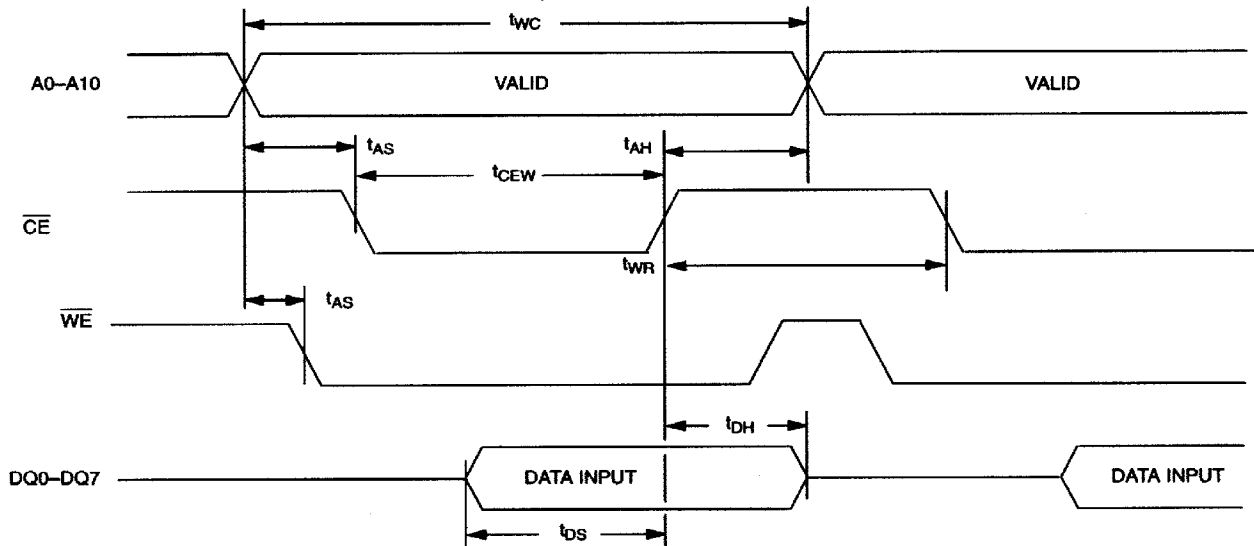 tWC
A0–A10
VALID
VALID
tAS
tAH
tCEW
CE
tWR
tAS
WE
tDH
DQ0–DQ7
DATA INPUT
DATA INPUT
tDS